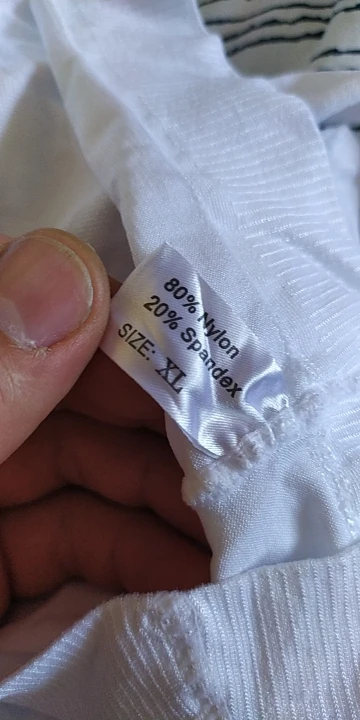 80% Nylon
20% Spandex
SIZE: XL